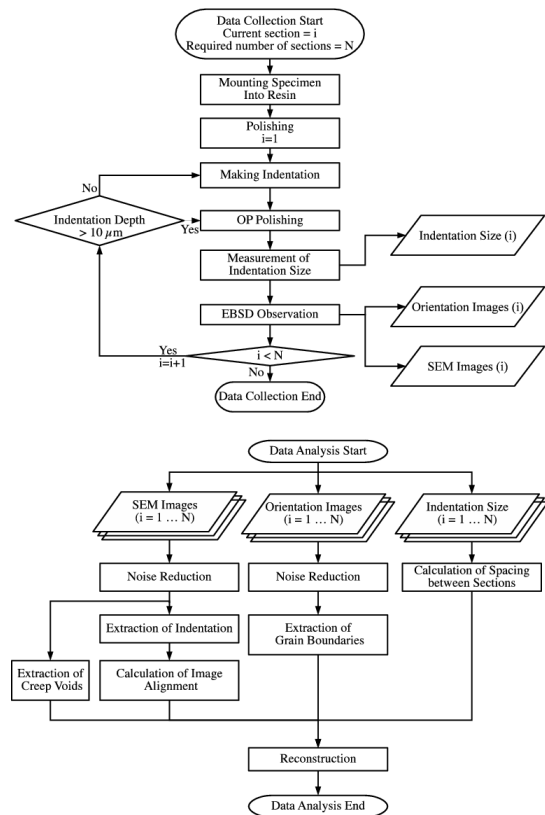 Data Collection Start
Current section = i
Required number of sections = N
Mounting Specimen
Into Resin
Polishing
i=1
No
Making Indentation
Indentation Depth
> 10 μm
Yes
OP Polishing
Measurement of
Indentation Size
Indentation Size (i)
EBSD Observation
Orientation Images (i)
Yes
i=i+1
i < N
SEM Images (i)
No
Data Collection End
Data Analysis Start
SEM Images
(i = 1 ... N)
Orientation Images
(i = 1 ... N)
Indentation Size
(i = 1 ... N)
Noise Reduction
Noise Reduction
Calculation of Spacing
between Sections
Extraction of Indentation
Extraction of
Grain Boundaries
Extraction of
Creep Voids
Calculation of Image
Alignment
Reconstruction
Data Analysis End